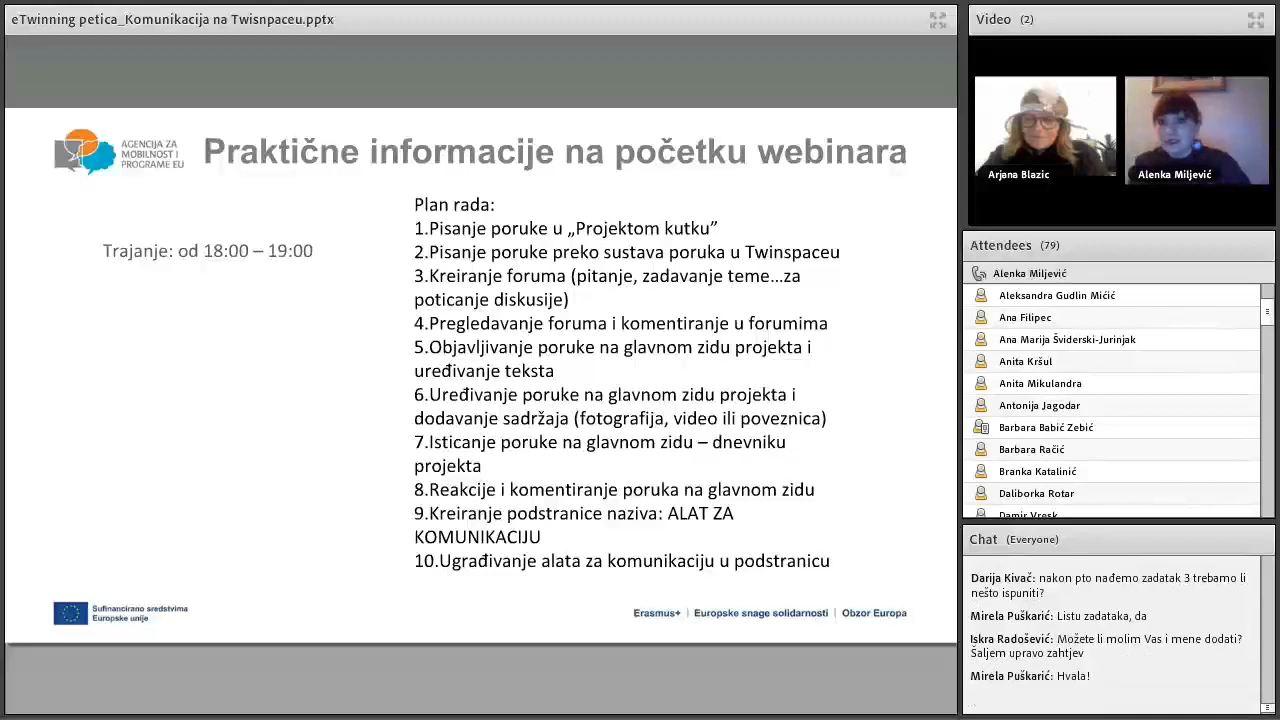 eTwinning petica_Komunikacija na Twisnpaceu.pptx
AGENCIJA ZA
MOBILNOST I
PROGRAME EU
Praktične informacije na početku webinara
Trajanje: od 18:00 – 19:00
Plan rada:
1.Pisanje poruke u „Projektom kutku”
2.Pisanje poruke preko sustava poruka u Twinspaceu
3.Kreiranje foruma (pitanje, zadavanje teme…za
poticanje diskusije)
4.Pregledavanje foruma i komentiranje u forumima
5.Objavljivanje poruke na glavnom zidu projekta i
uređivanje teksta
6.Uređivanje poruke na glavnom zidu projekta i
dodavanje sadržaja (fotografija, video ili poveznica)
7.Isticanje poruke na glavnom zidu – dnevniku
projekta
8.Reakcije i komentiranje poruka na glavnom zidu
9.Kreiranje podstranice naziva: ALAT ZA
KOMUNIKACIJU
10.Ugrađivanje alata za komunikaciju u podstranicu
Sufinancirano sredstvima
Europske unije
Erasmus+ | Europske snage solidarnosti | Obzor Europa
Video (2)
Arjana Blazic
Alenka Miljević
Attendees (79)
Alenka Miljević
Aleksandra Gudlin Mićić
Ana Filipec
Ana Marija Šviderski-Jurinjak
Anita Kršul
Anita Mikulandra
Antonija Jagodar
Barbara Babić Zebić
Barbara Račić
Branka Katalinić
Daliborka Rotar
Damir Vresk
Chat (Everyone)
Darija Kivač: nakon pto nađemo zadatak 3 trebamo li
nešto ispuniti?
Mirela Puškarić: Listu zadataka, da
Iskra Radošević: Možete li molim Vas i mene dodati?
Šaljem upravo zahtjev
Mirela Puškarić: Hvala!